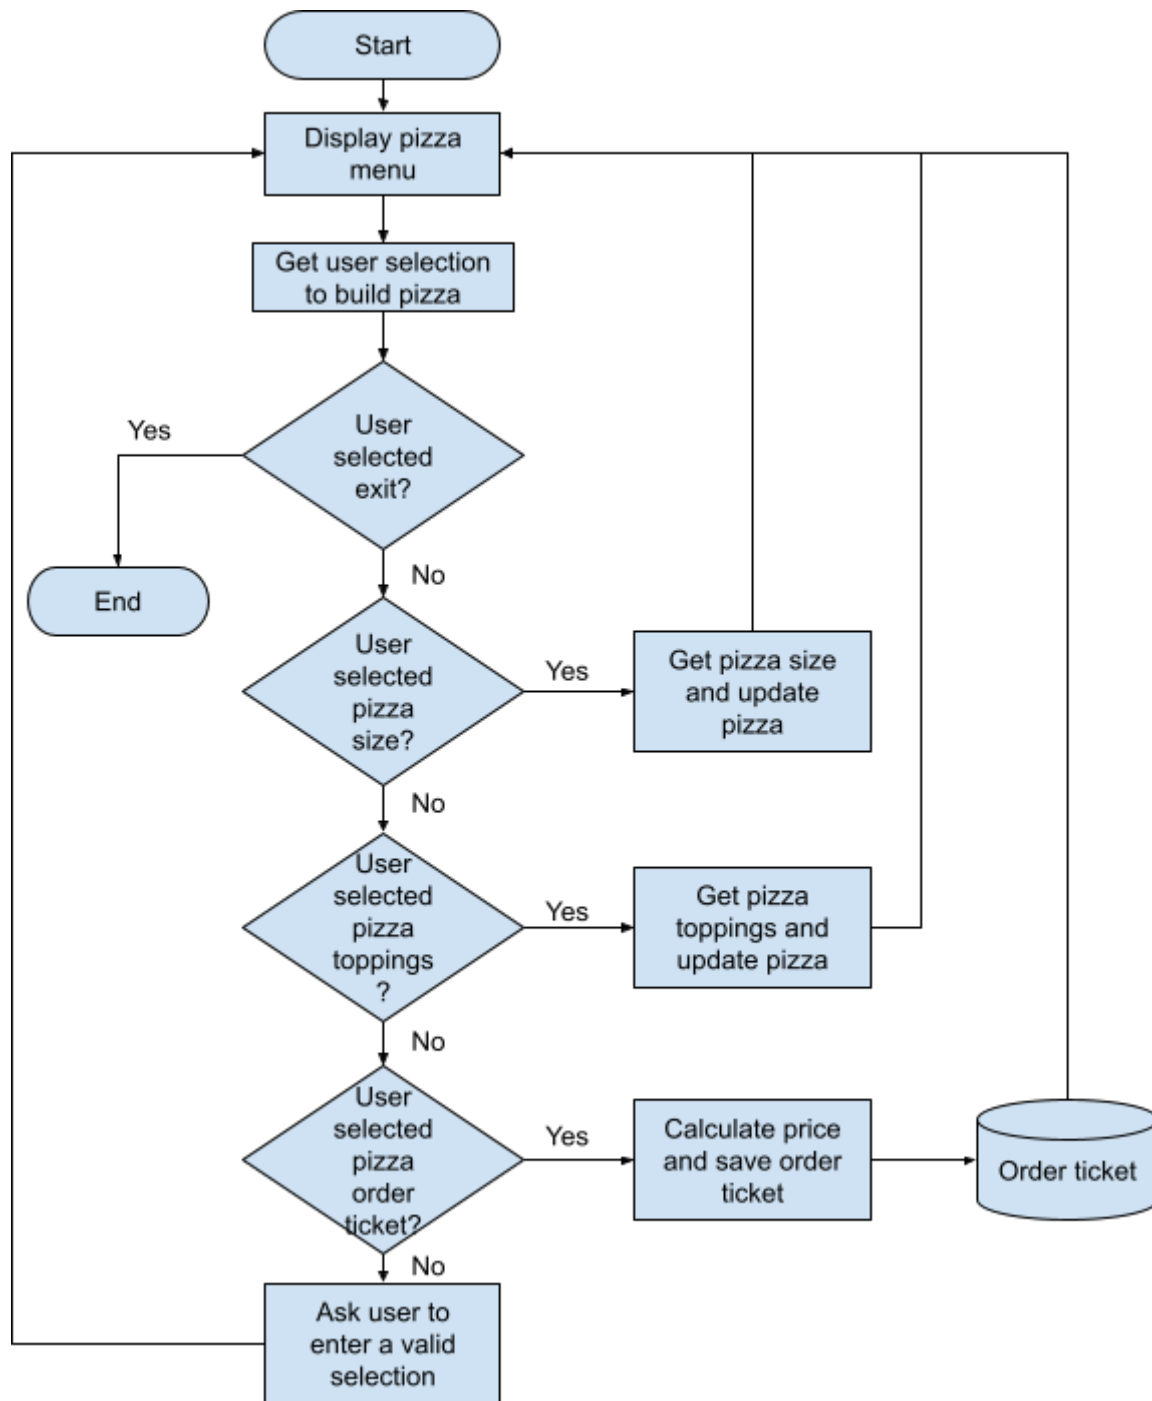 Start
Display pizza
menu
Get user selection
to build pizza
User
selected
exit?
Yes
End
No
User
selected
pizza
size?
Yes
Get pizza size
and update
pizza
No
User
selected
pizza
toppings
?
Yes
Get pizza
toppings and
update pizza
No
User
selected
pizza
order
ticket?
Yes
Calculate price
and save order
ticket
Order ticket
No
Ask user to
enter a valid
selection